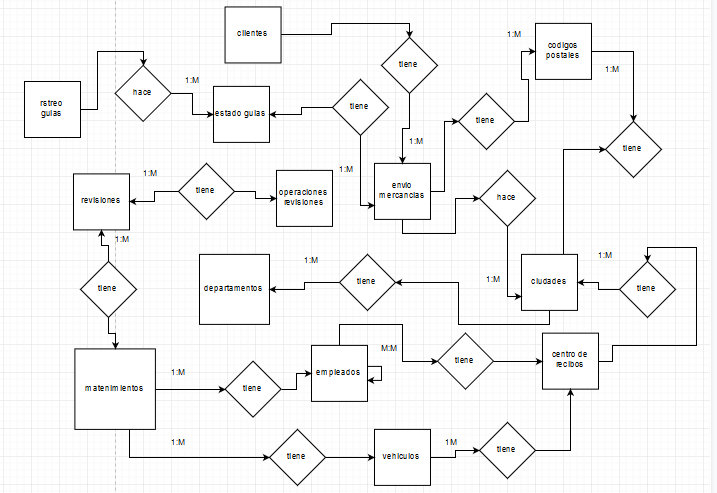 clientes
1:M
codigos
postales
tiene
1:M
1:M
hace
rstreo
guias
estado guias
tiene
tiene
1:M
tiene
1:M
1:M
revisiones
tiene
operaciones
revisiones
envio
mercancias
hace
1:M
1:M
1:M
1:M
departamentos
tiene
ciudades
tiene
tiene
M:M
matenimientos
1:M
tiene
empleados
tiene
centro de
recibos
1:M
1M
tiene
vehiculos
tiene